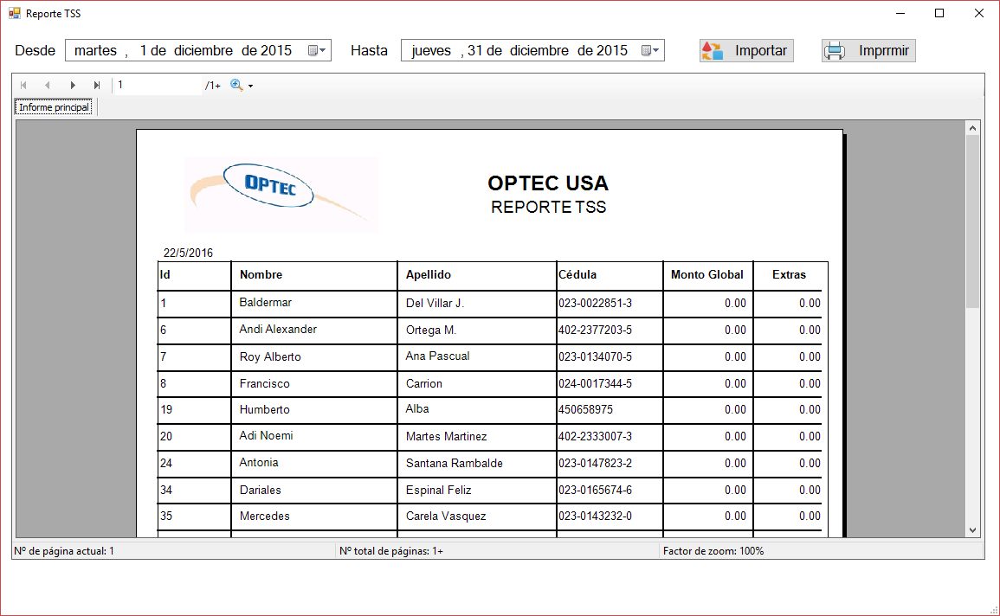 Reporte TSS
Desde martes , 1 de diciembre de 2015 Hasta jueves , 31 de diciembre de 2015 Importar Imprrmir
1 /1+
Informe principal
OPTEC
OPTEC USA
REPORTE TSS
22/5/2016
Id Nombre Apellido Cédula Monto Global Extras
1 Baldermar Del Villar J. 023-0022851-3 0.00 0.00
6 Andi Alexander Ortega M. 402-2377203-5 0.00 0.00
7 Roy Alberto Ana Pascual 023-0134070-5 0.00 0.00
8 Francisco Carrion 024-0017344-5 0.00 0.00
19 Humberto Alba 450658975 0.00 0.00
20 Adi Noemi Martes Martinez 402-2333007-3 0.00 0.00
24 Antonia Santana Rambalde 023-0147823-2 0.00 0.00
34 Dariales Espinal Feliz 023-0165674-6 0.00 0.00
35 Mercedes Carela Vasquez 023-0143232-0 0.00 0.00
Nº de página actual: 1 Nº total de páginas: 1+ Factor de zoom: 100%